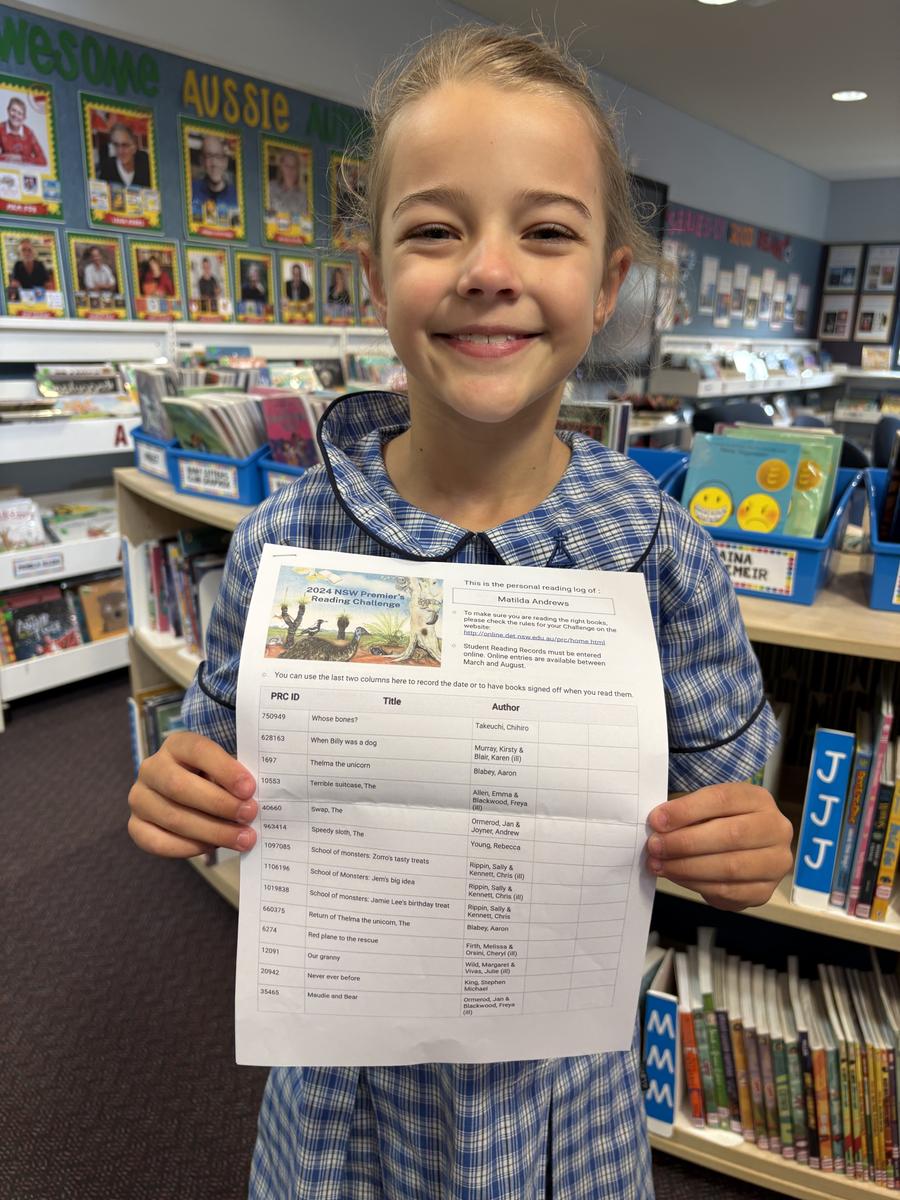 AWESOME AUSSIE
2024 NSW Premier's
Reading Challenge
This is the personal reading log of :
Matilda Andrews
To make sure you are reading the right books,
please check the rules for your Challenge on the
website:
http://online.det.nsw.edu.au/prc/home.html
Student Reading Records must be entered
online. Online entries are available between
March and August.
You can use the last two columns here to record the date or to have books signed off when you read them.
PRC ID Title Author
750949 Whose bones? Takeuchi, Chihiro
628163 When Billy was a dog Murray, Kirsty &
Blair, Karen (ill)
1697 Thelma the unicorn Blabey, Aaron
10553 Terrible suitcase, The Allen, Emma &
Blackwood, Freya
(ill)
40660 Swap, The Ormerod, Jan &
Joyner, Andrew
963414 Speedy sloth, The Young, Rebecca
1097085 School of monsters: Zorro's tasty treats Rippin, Sally &
Kennett, Chris (ill)
1106196 School of Monsters: Jem's big idea Rippin, Sally &
Kennett, Chris (ill)
1019838 School of monsters: Jamie Lee's birthday treat Rippin, Sally &
Kennett, Chris
660375 Return of Thelma the unicorn, The Blabey, Aaron
6274 Red plane to the rescue Firth, Melissa &
Orsini, Cheryl (ill)
12091 Our granny Wild, Margaret &
Vivas, Julie (ill)
20942 Never ever before King, Stephen
Michael
35465 Maudie and Bear Ormerod, Jan &
Blackwood, Freya
(ill)
A
J
J
J
M
M
M